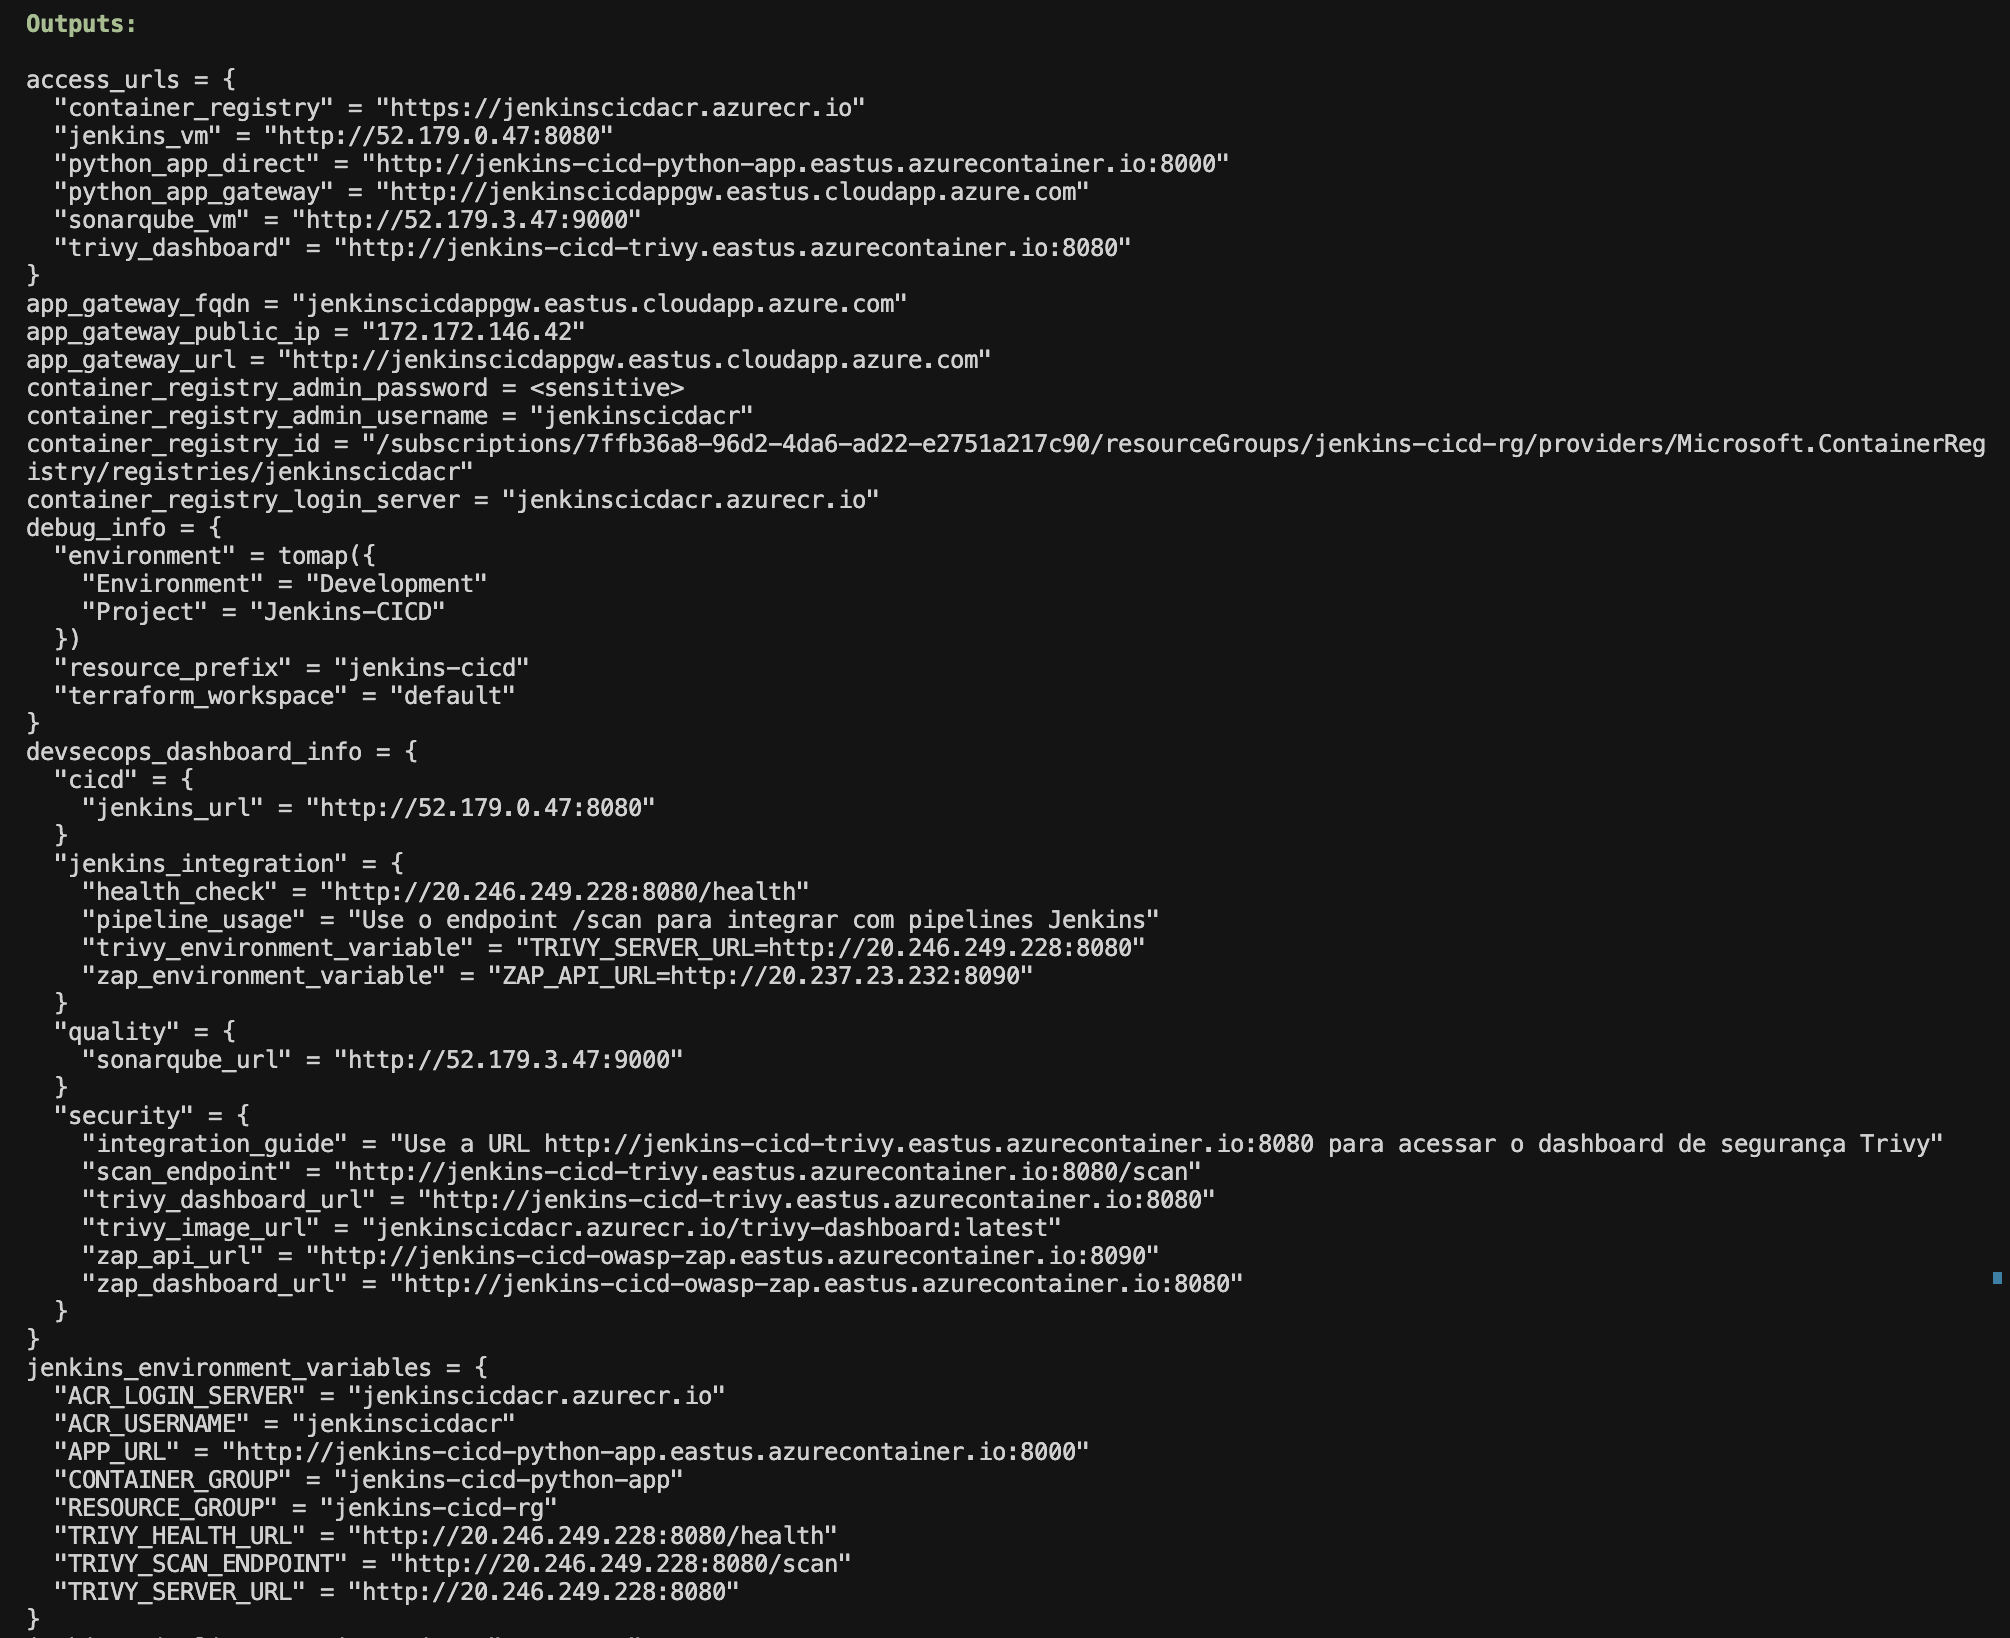 Outputs:

access_urls = {
  "container_registry" = "https://jenkinscicdacr.azurecr.io"
  "jenkins_vm" = "http://52.179.0.47:8080"
  "python_app_direct" = "http://jenkins-cicd-python-app.eastus.azurecontainer.io:8000"
  "python_app_gateway" = "http://jenkinscicdappgw.eastus.cloudapp.azure.com"
  "sonarqube_vm" = "http://52.179.3.47:9000"
  "trivy_dashboard" = "http://jenkins-cicd-trivy.eastus.azurecontainer.io:8080"
}
app_gateway_fqdn = "jenkinscicdappgw.eastus.cloudapp.azure.com"
app_gateway_public_ip = "172.172.146.42"
app_gateway_url = "http://jenkinscicdappgw.eastus.cloudapp.azure.com"
container_registry_admin_password = <sensitive>
container_registry_admin_username = "jenkinscicdacr"
container_registry_id = "/subscriptions/7ffb36a8-96d2-4da6-ad22-e2751a217c90/resourceGroups/jenkins-cicd-rg/providers/Microsoft.ContainerReg
istry/registries/jenkinscicdacr"
container_registry_login_server = "jenkinscicdacr.azurecr.io"
debug_info = {
  "environment" = tomap({
    "Environment" = "Development"
    "Project" = "Jenkins-CICD"
  })
  "resource_prefix" = "jenkins-cicd"
  "terraform_workspace" = "default"
}
devsecops_dashboard_info = {
  "cicd" = {
    "jenkins_url" = "http://52.179.0.47:8080"
  }
  "jenkins_integration" = {
    "health_check" = "http://20.246.249.228:8080/health"
    "pipeline_usage" = "Use o endpoint /scan para integrar com pipelines Jenkins"
    "trivy_environment_variable" = "TRIVY_SERVER_URL=http://20.246.249.228:8080"
    "zap_environment_variable" = "ZAP_API_URL=http://20.237.23.232:8090"
  }
  "quality" = {
    "sonarqube_url" = "http://52.179.3.47:9000"
  }
  "security" = {
    "integration_guide" = "Use a URL http://jenkins-cicd-trivy.eastus.azurecontainer.io:8080 para acessar o dashboard de segurança Trivy"
    "scan_endpoint" = "http://jenkins-cicd-trivy.eastus.azurecontainer.io:8080/scan"
    "trivy_dashboard_url" = "http://jenkins-cicd-trivy.eastus.azurecontainer.io:8080"
    "trivy_image_url" = "jenkinscicdacr.azurecr.io/trivy-dashboard:latest"
    "zap_api_url" = "http://jenkins-cicd-owasp-zap.eastus.azurecontainer.io:8090"
    "zap_dashboard_url" = "http://jenkins-cicd-owasp-zap.eastus.azurecontainer.io:8080"
  }
}
jenkins_environment_variables = {
  "ACR_LOGIN_SERVER" = "jenkinscicdacr.azurecr.io"
  "ACR_USERNAME" = "jenkinscicdacr"
  "APP_URL" = "http://jenkins-cicd-python-app.eastus.azurecontainer.io:8000"
  "CONTAINER_GROUP" = "jenkins-cicd-python-app"
  "RESOURCE_GROUP" = "jenkins-cicd-rg"
  "TRIVY_HEALTH_URL" = "http://20.246.249.228:8080/health"
  "TRIVY_SCAN_ENDPOINT" = "http://20.246.249.228:8080/scan"
  "TRIVY_SERVER_URL" = "http://20.246.249.228:8080"
}